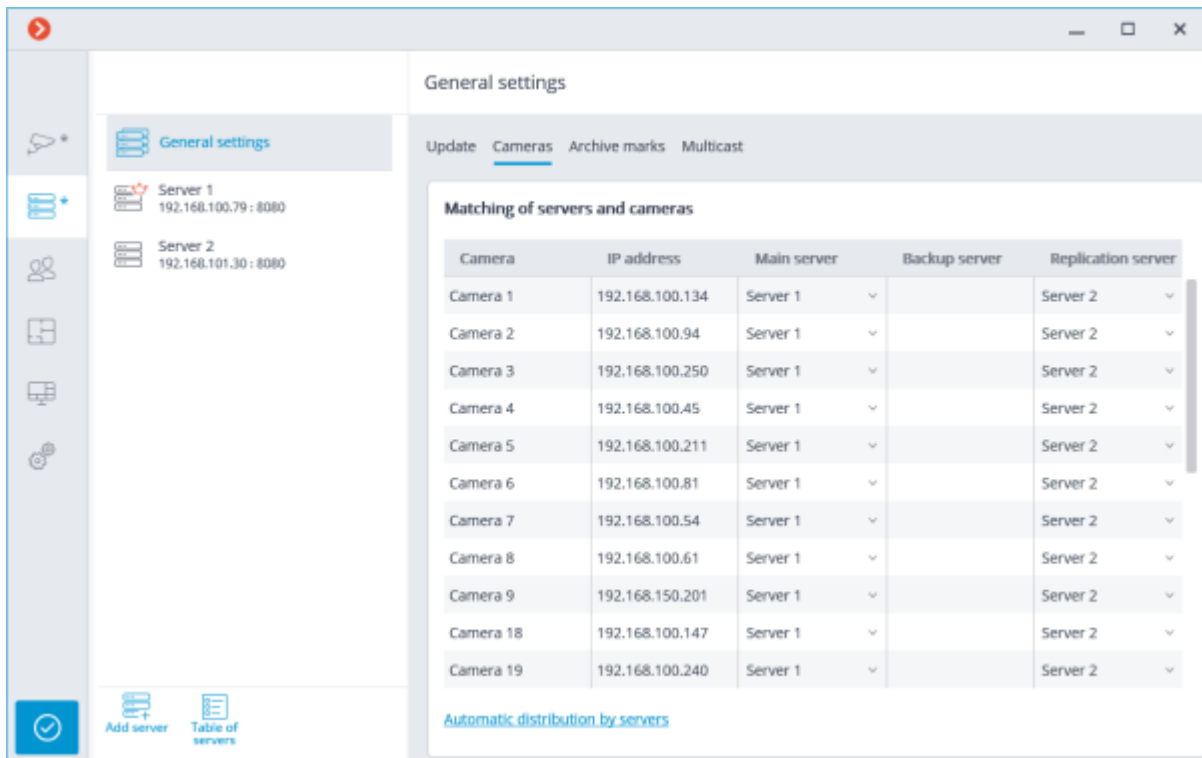 General settings
General settings
Server 1
192.168.100.79 : 8080
Server 2
192.168.101.30 : 8080
Add server
Table of
servers
Update Cameras Archive marks Multicast
Matching of servers and cameras
Camera IP address Main server Backup server Replication server
Camera 1 192.168.100.134 Server 1 Server 2
Camera 2 192.168.100.94 Server 1 Server 2
Camera 3 192.168.100.250 Server 1 Server 2
Camera 4 192.168.100.45 Server 1 Server 2
Camera 5 192.168.100.211 Server 1 Server 2
Camera 6 192.168.100.81 Server 1 Server 2
Camera 7 192.168.100.54 Server 1 Server 2
Camera 8 192.168.100.61 Server 1 Server 2
Camera 9 192.168.150.201 Server 1 Server 2
Camera 18 192.168.100.147 Server 1 Server 2
Camera 19 192.168.100.240 Server 1 Server 2
Automatic distribution by servers